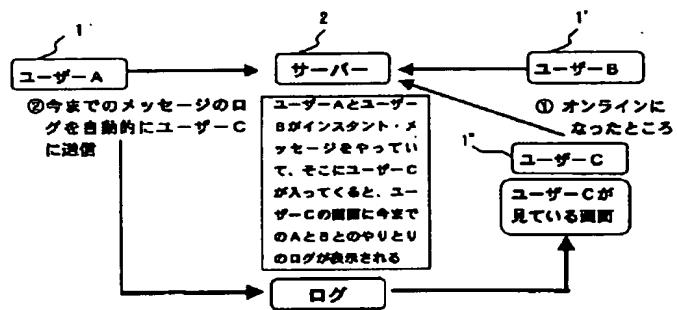 1
2
1'
ユーザーA
サーバー
ユーザーB
②今までのメッセージのロ
グを自動的にユーザーC
に送信
ユーザーAとユーザー
Bがインスタント・メ
ッセージをやってい
て、そこにユーザーC
が入ってくると、ユー
ザーCの画面に今まで
のAとBとのやりとり
のログが表示される
① オンラインに
なったところ
1"
ユーザーC
ユーザーCが
見ている画面
ログ